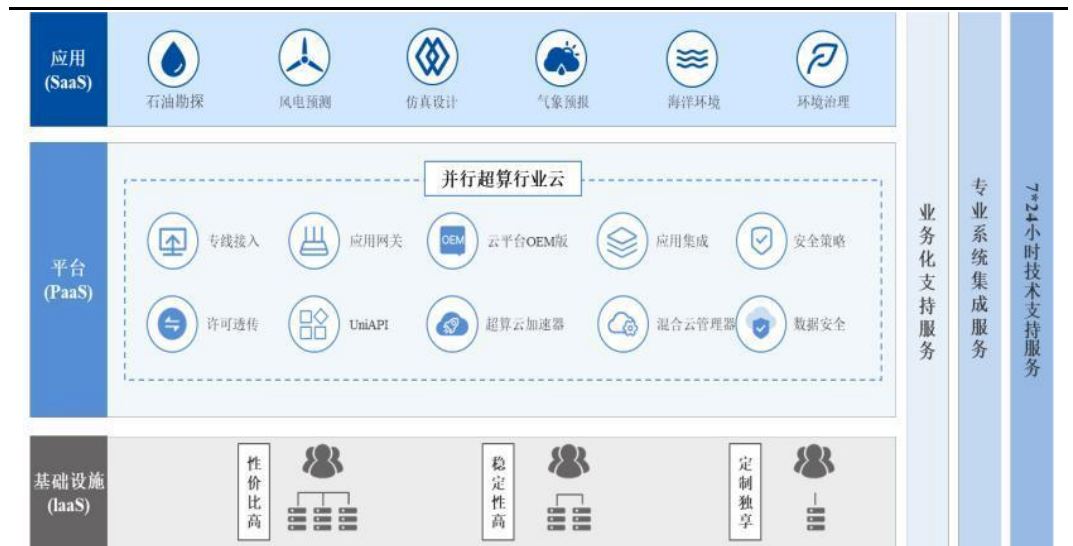 应用
(SaaS)
石油勘探
风电预测
仿真设计
气象预报
海洋环境
环境治理
平台
(PaaS)
并行超算行业云
专线接入
应用网关
OEM
云平台OEM版
应用集成
安全策略
许可透传
UniAPI
超算云加速器
混合云管理器
数据安全
基础设施
(laaS)
性价比高
稳定性高
定制独享
业务化支持服务
专业系统集成服务
7*24小时技术支持服务